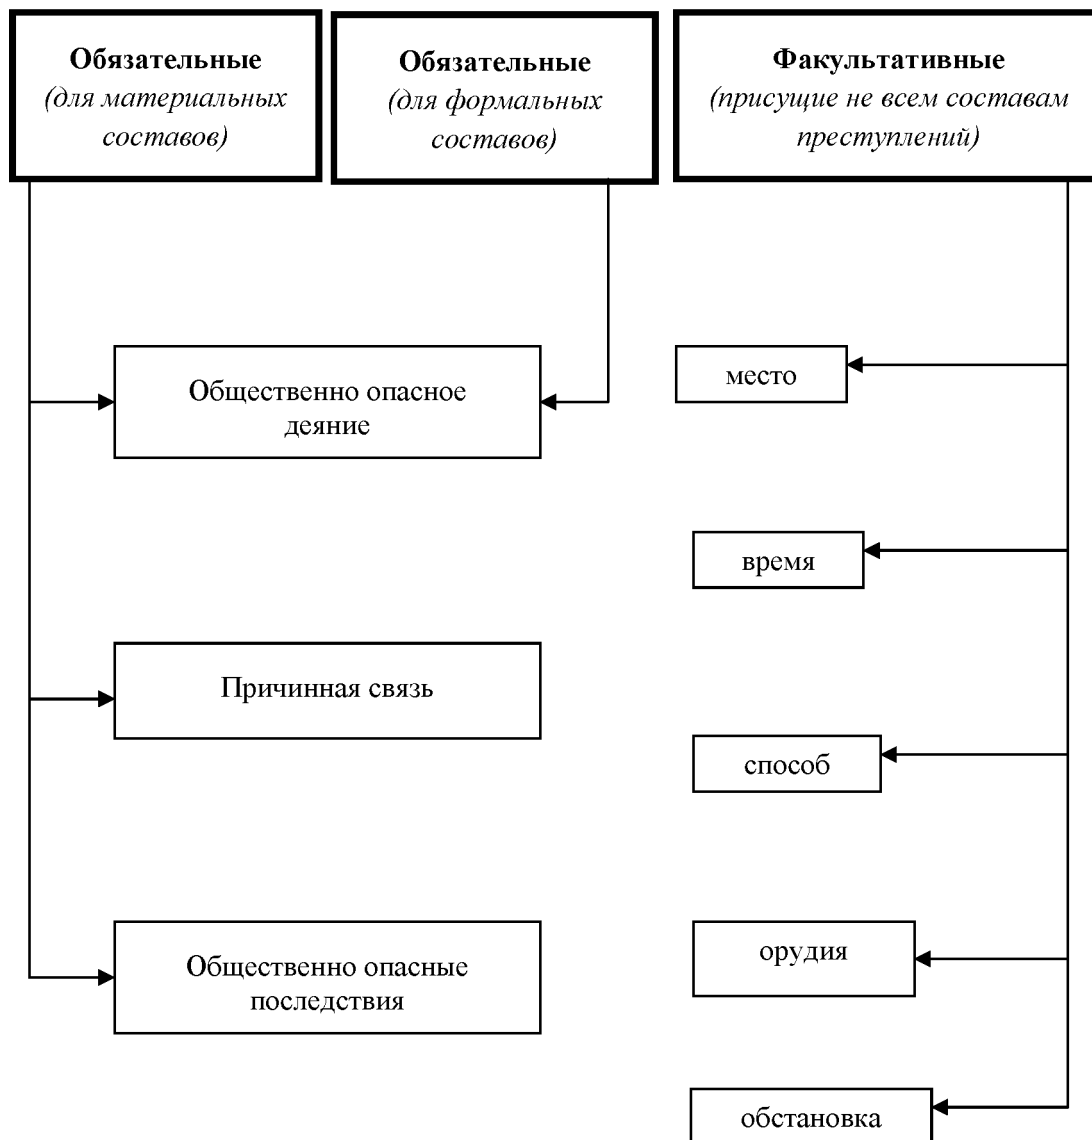 Обязательные
(для материальных
составов)
Обязательные
(для формальных
составов)
Факультативные
(присущие не всем составам
преступлений)
Общественно опасное
деяние
место
время
Причинная связь
способ
Общественно опасные
последствия
орудия
обстановка